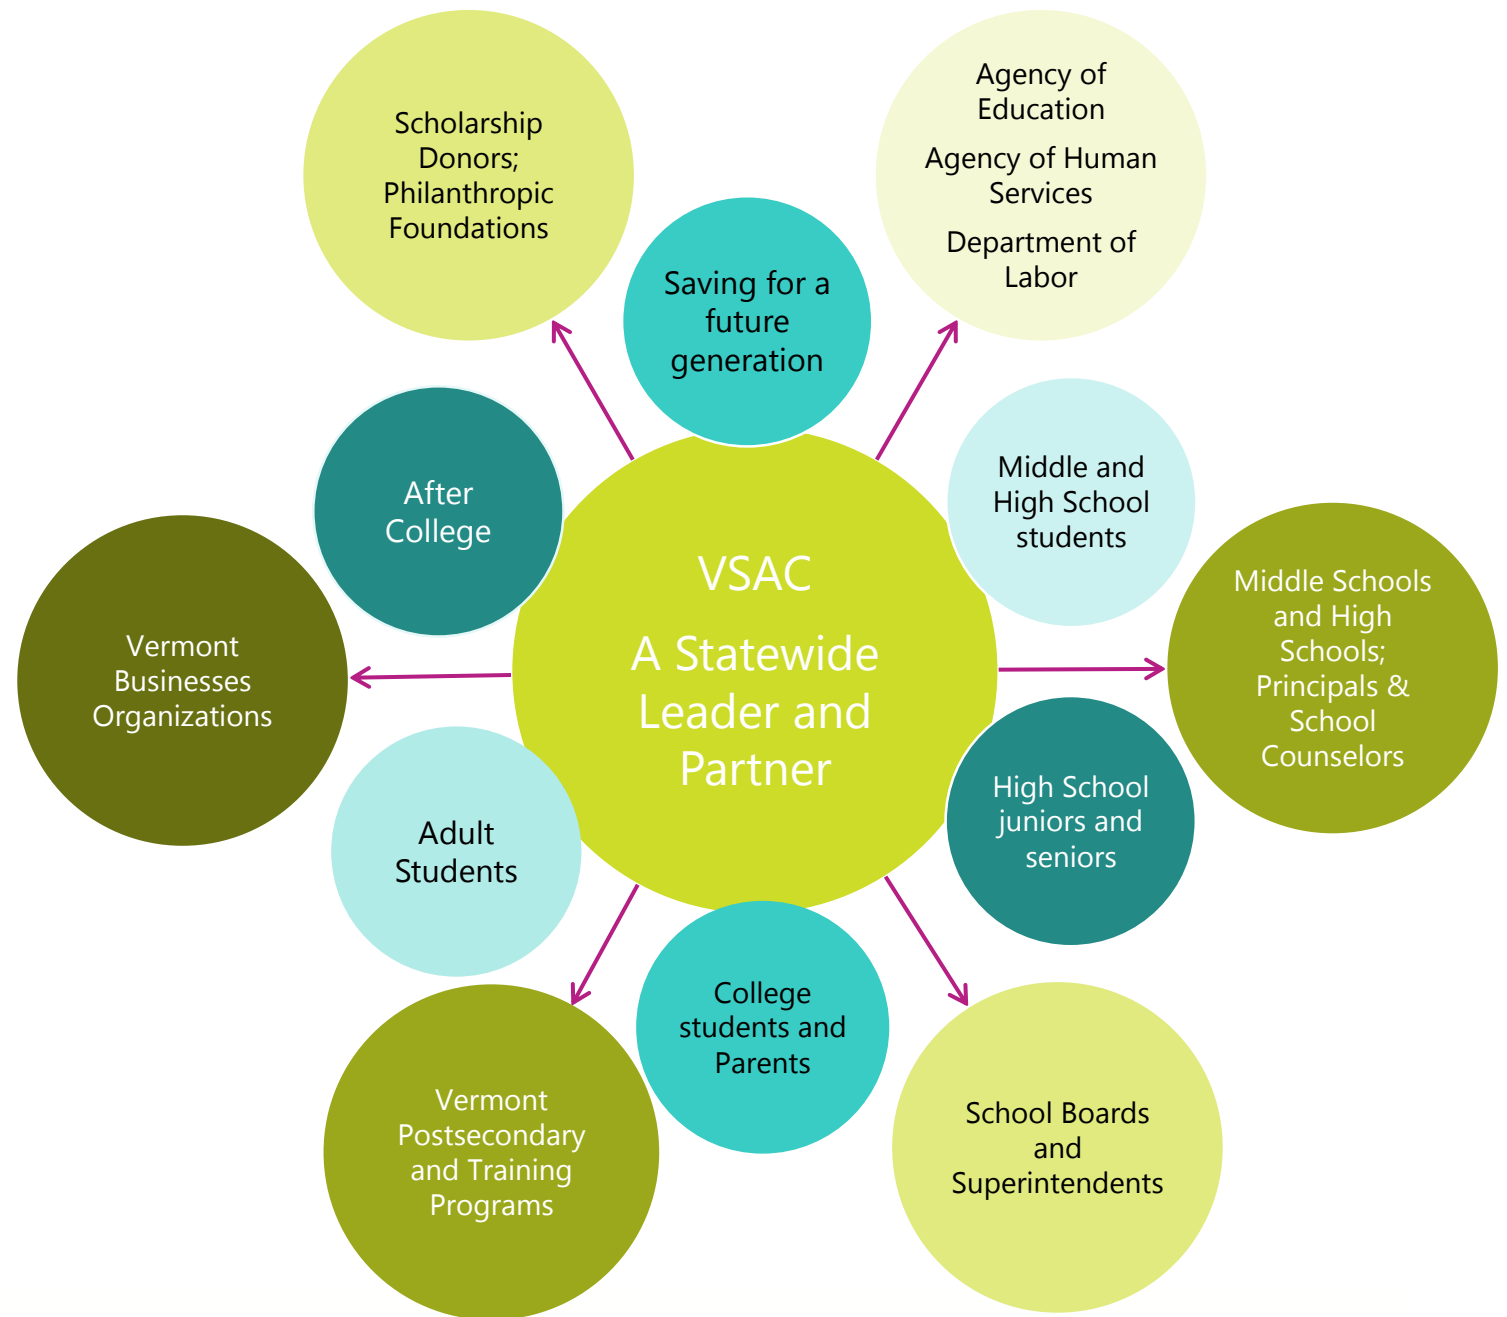 Scholarship
Donors;
Philanthropic
Foundations
Agency of
Education
Agency of Human
Services
Department of
Labor
Saving for a
future
generation
After
College
Middle and
High School
students
VSAC
A Statewide
Leader and
Partner
Middle Schools
and High
Schools;
Principals &
School
Counselors
Vermont
Businesses
Organizations
High School
juniors and
seniors
Adult
Students
College
students and
Parents
Vermont
Postsecondary
and Training
Programs
School Boards
and
Superintendents